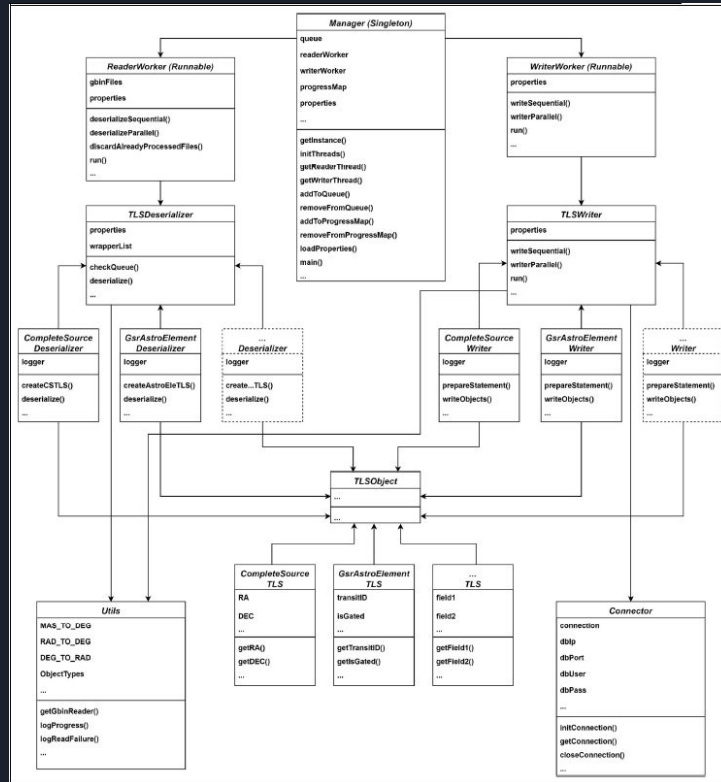 Manager (Singleton)
queue
readerWorker
writerWorker
progressMap
properties
...
getInstance()
initThreads()
getReaderThread()
getWriterThread()
addToQueue()
removeFromQueue()
addToProgressMap()
removeFromProgressMap()
loadProperties()
main()
...
ReaderWorker (Runnable)
gbinFiles
properties
deserializeSequential()
deserializeParallel()
discardAlreadyProcessedFiles()
run()
...
WriterWorker (Runnable)
properties
writeSequential()
writerParallel()
run()
...
TLSDeserializer
properties
wrapperList
checkQueue()
deserialize()
...
TLSWriter
properties
writeSequential()
writerParallel()
run()
...
CompleteSource
Deserializer
logger
createCSTLS()
deserialize()
...
GsrAstroElement
Deserializer
logger
createAstroEleTLS()
deserialize()
...
...
Deserializer
logger
create...TLS()
deserialize()
...
CompleteSource
Writer
logger
prepareStatement()
writeObjects()
...
GsrAstroElement
Writer
logger
prepareStatement()
writeObjects()
...
...
Writer
logger
prepareStatement()
writeObjects()
...
TLSObject
...
...
CompleteSource
TLS
RA
DEC
...
getRA()
getDEC()
...
GsrAstroElement
TLS
transitID
isGated
...
getTransitID()
getIsGated()
...
...
TLS
field1
field2
...
getField1()
getField2()
...
Utils
MAS_TO_DEG
RAD_TO_DEG
DEG_TO_RAD
ObjectTypes
...
getGbinReader()
logProgress()
logReadFailure()
...
Connector
connection
dbIp
dbPort
dbUser
dbPass
...
initConnection()
getConnection()
closeConnection()
...